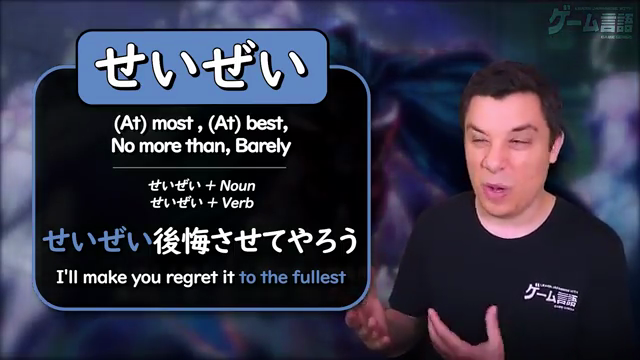 せいぜい
(At) most , (At) best,
No more than, Barely
せいぜい + Noun
せいぜい + Verb
せいぜい後悔させてやろう
I'll make you regret it to the fullest
ゲーム言語
ゲーム言語